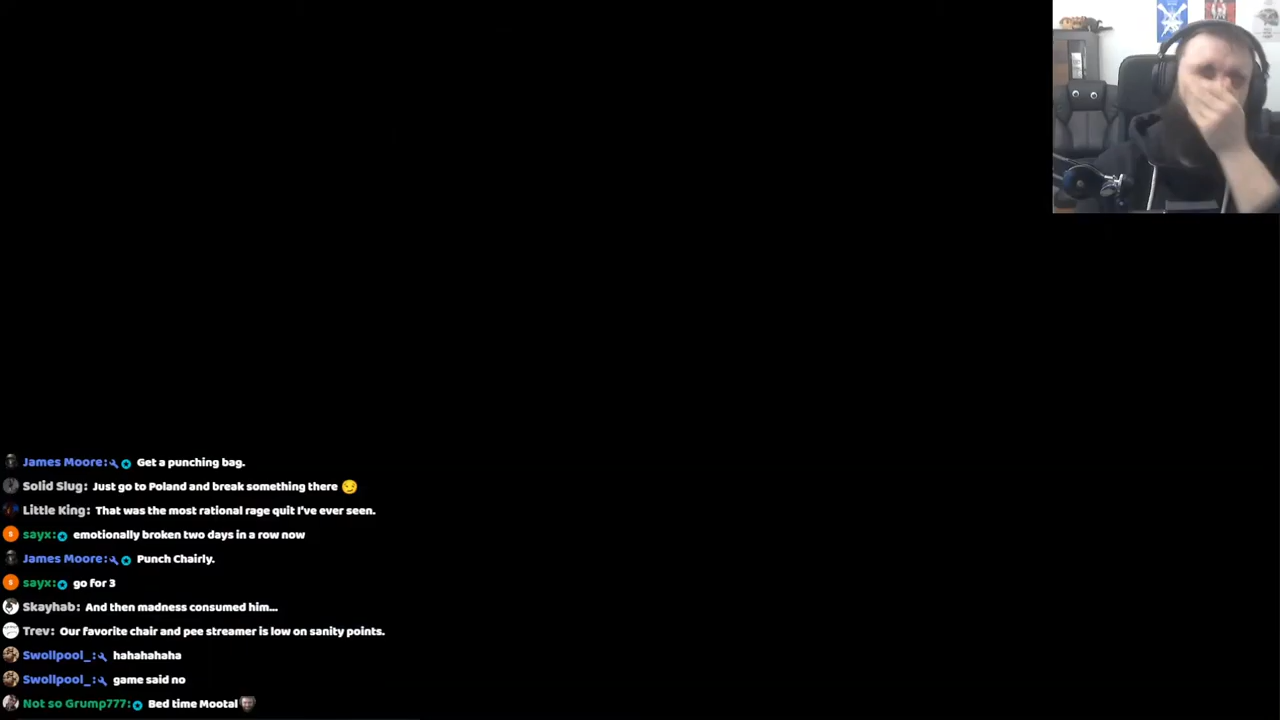 James Moore: Get a punching bag.
Solid Slug: Just go to Poland and break something there 😏
Little King: That was the most rational rage quit I've ever seen.
sayx: emotionally broken two days in a row now
James Moore: Punch Chairly.
sayx: go for 3
Skayhab: And then madness consumed him...
Trev: Our favorite chair and pee streamer is low on sanity points.
Swollpool_: hahahahaha
Swollpool_: game said no
Not so Grump777: Bed time Mootal